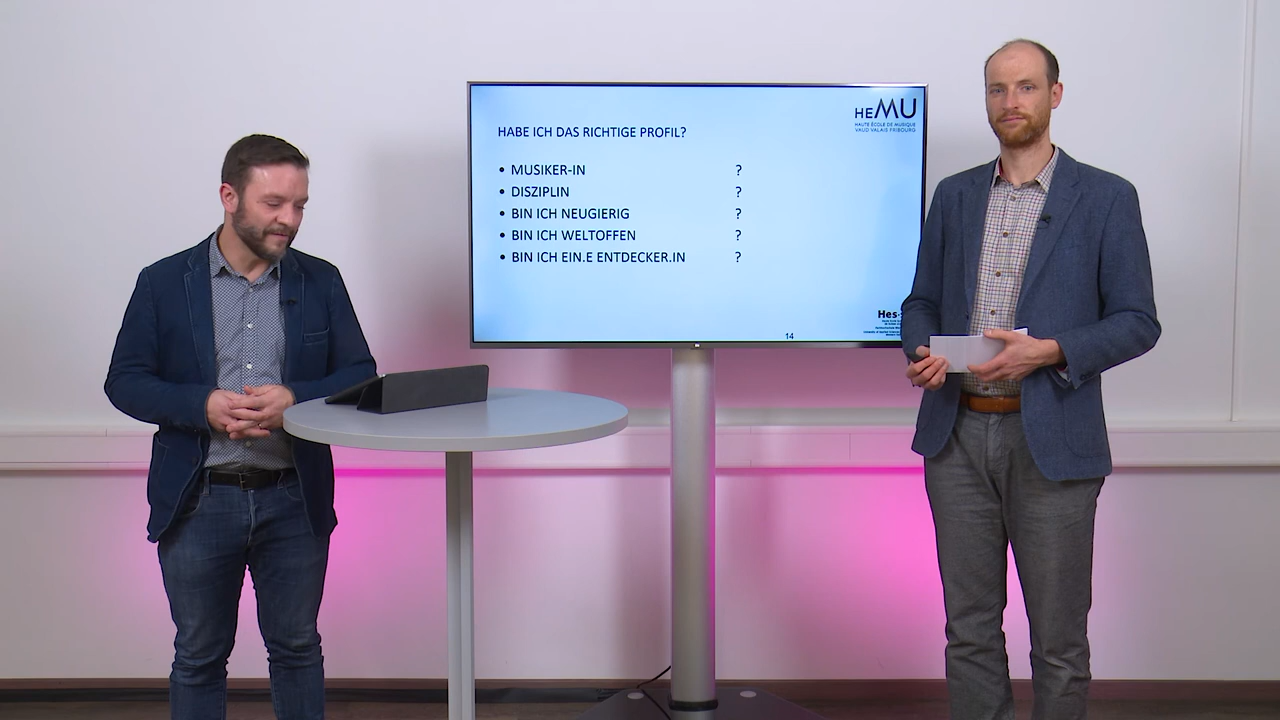 HEMU
HAUTE ÉCOLE DE MUSIQUE
VAUD VALAIS FRIBOURG
HABE ICH DAS RICHTIGE PROFIL?
• MUSIKER-IN ?
• DISZIPLIN ?
• BIN ICH NEUGIERIG ?
• BIN ICH WELTOFFEN ?
• BIN ICH EIN.E ENTDECKER.IN ?
Hes
14